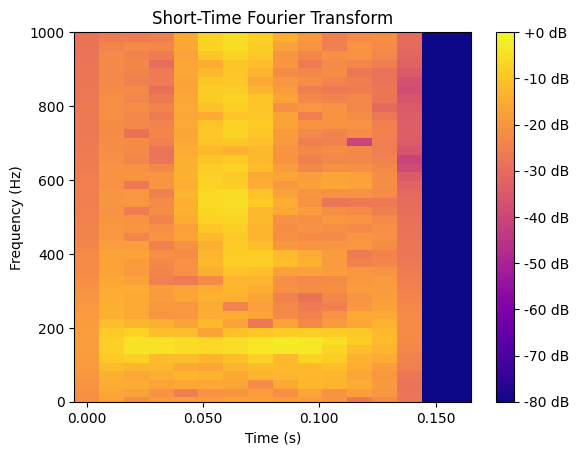 Short-Time Fourier Transform
1000
800
600
400
200
0
Frequency (Hz)
0.000
0.050
0.100
0.150
Time (s)
+0 dB
-10 dB
-20 dB
-30 dB
-40 dB
-50 dB
-60 dB
-70 dB
-80 dB